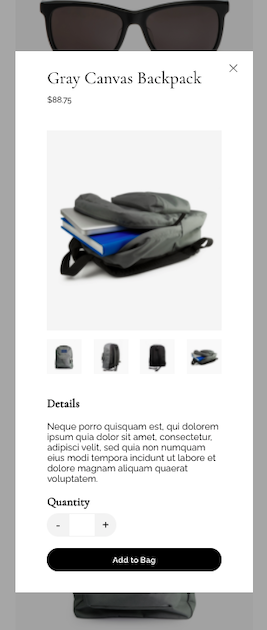 Gray Canvas Backpack
$88.75
Details
Neque porro quisquam est, qui dolorem
ipsum quia dolor sit amet, consectetur,
adipisci velit, sed quia non numquam
eius modi tempora incidunt ut labore et
dolore magnam aliquam quaerat
voluptatem.
Quantity
- +
Add to Bag